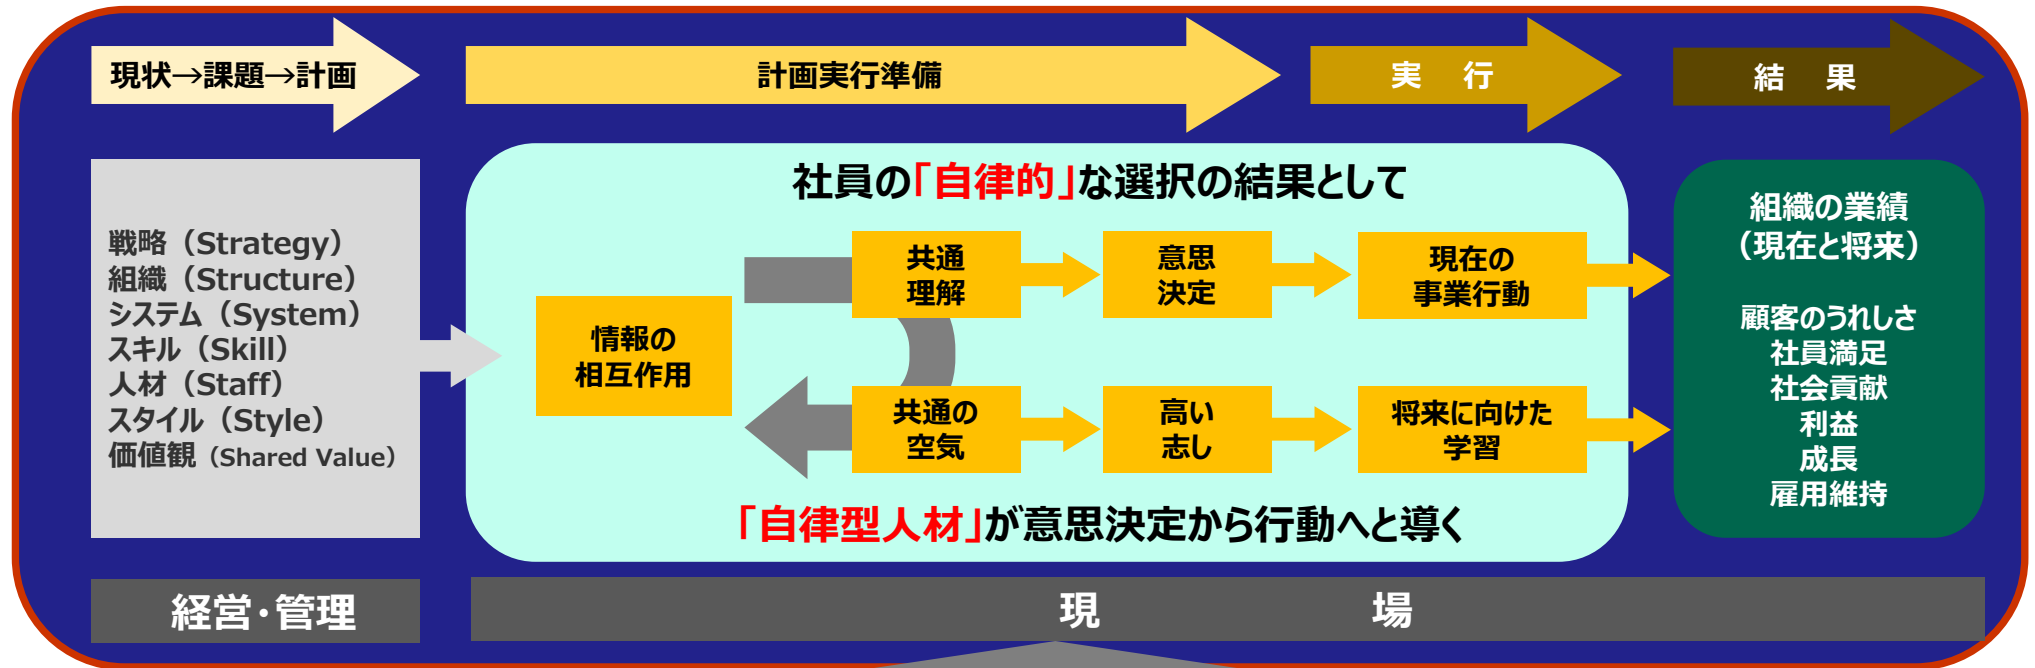 現状→課題→計画
計画実行準備
実 行
結 果
戦略（Strategy）
組織（Structure）
システム（System）
スキル（Skill）
人材（Staff）
スタイル（Style）
価値観（Shared Value）
社員の「自律的」な選択の結果として
情報の
相互作用
共通
理解
意思
決定
現在の
事業行動
共通の
空気
高い
志し
将来に向けた
学習
「自律型人材」が意思決定から行動へと導く
組織の業績
（現在と将来）
顧客のうれしさ
社員満足
社会貢献
利益
成長
雇用維持
経営・管理
現 場